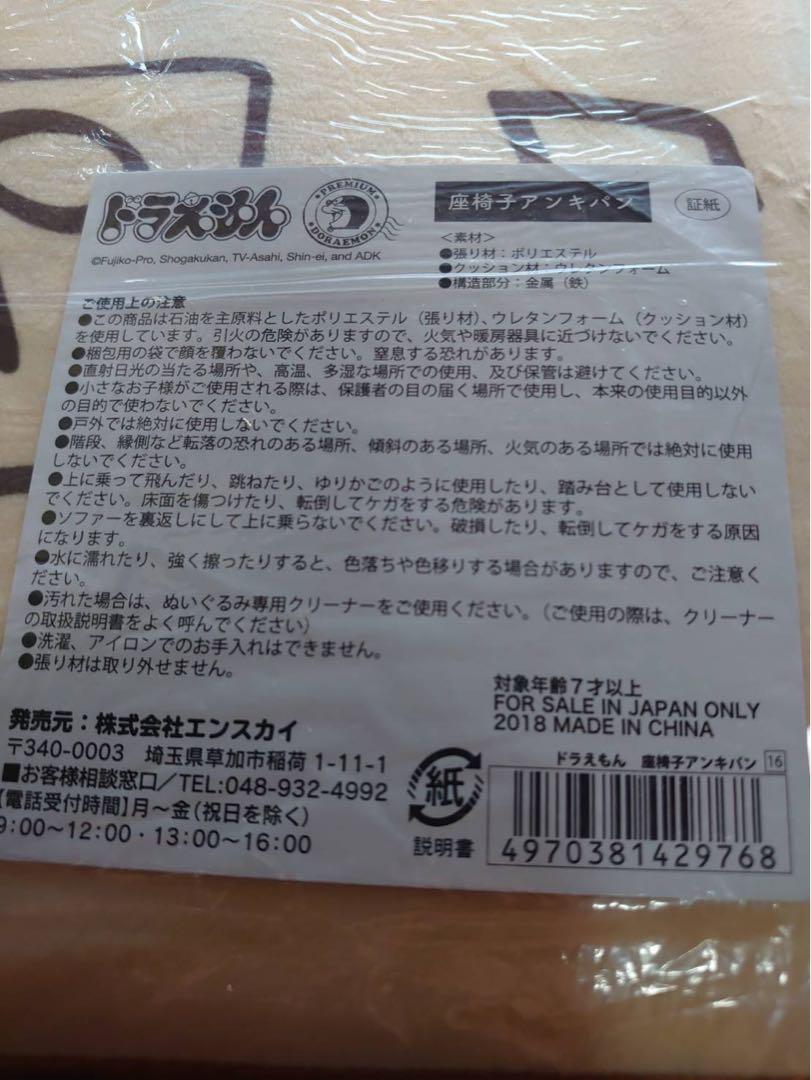 ドラえもん
PREMIUM
DORAEMON
座椅子アンキパン
証紙
©Fujiko-Pro, Shogakukan, TV-Asahi, Shin-ei, and ADK
＜素材＞
●張り材：ポリエステル
●クッション材：ウレタンフォーム
●構造部分：金属（鉄）
ご使用上の注意
●この商品は石油を主原料としたポリエステル（張り材）、ウレタンフォーム（クッション材）
を使用しています。引火の危険がありますので、火気や暖房器具に近づけないでください。
●梱包用の袋で顔を覆わないでください。窒息する恐れがあります。
●直射日光の当たる場所や、高温、多湿な場所での使用、及び保管は避けてください。
●小さなお子様がご使用される際は、保護者の目の届く場所で使用し、本来の使用目的以外
の目的で使わないでください。
●戸外では絶対に使用しないでください。
●階段、縁側など転落の恐れのある場所、傾斜のある場所、火気のある場所では絶対に使用
しないでください。
●上に乗って飛んだり、跳ねたり、ゆりかごのように使用したり、踏み台として使用しない
でください。床面を傷つけたり、転倒してケガをする危険があります。
●ソファーを裏返しにして上に乗らないでください。破損したり、転倒してケガをする原因
になります。
●水に濡れたり、強く擦ったりすると、色落ちや色移りする場合がありますので、ご注意く
ださい。
●汚れた場合は、ぬいぐるみ専用クリーナーをご使用ください。（ご使用の際は、クリーナー
の取扱説明書をよく呼んでください）
●洗濯、アイロンでのお手入れはできません。
●張り材は取り外せません。
対象年齢7才以上
FOR SALE IN JAPAN ONLY
2018 MADE IN CHINA
発売元：株式会社エンスカイ
〒340-0003 埼玉県草加市稲荷 1-11-1
■お客様相談窓口／TEL:048-932-4992
【電話受付時間】月～金（祝日を除く）
9:00～12:00・13:00～16:00
紙
説明書
ドラえもん 座椅子アンキパン 16
4970381429768